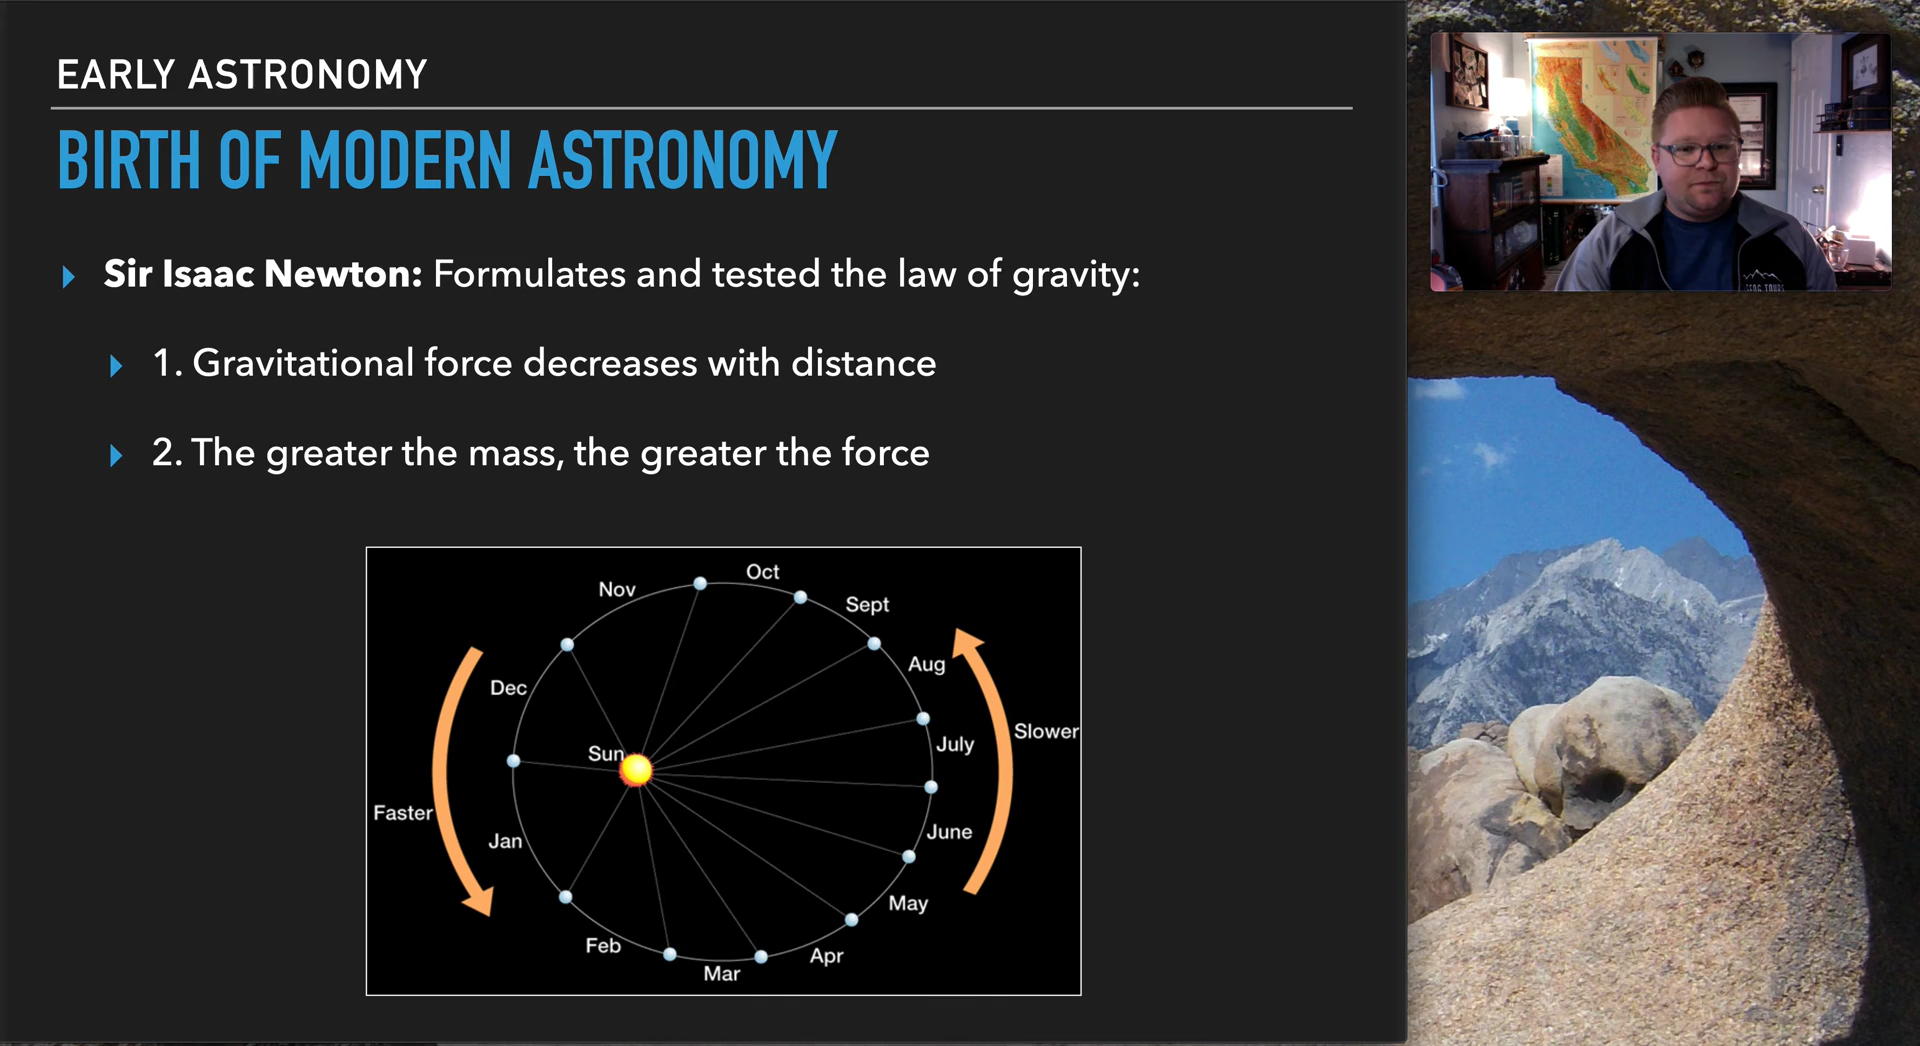 EARLY ASTRONOMY
BIRTH OF MODERN ASTRONOMY
Sir Isaac Newton: Formulates and tested the law of gravity:
1. Gravitational force decreases with distance
2. The greater the mass, the greater the force
Oct
Nov
Sept
Aug
Dec
Slower
July
Sun
Faster
June
Jan
May
Feb
Apr
Mar